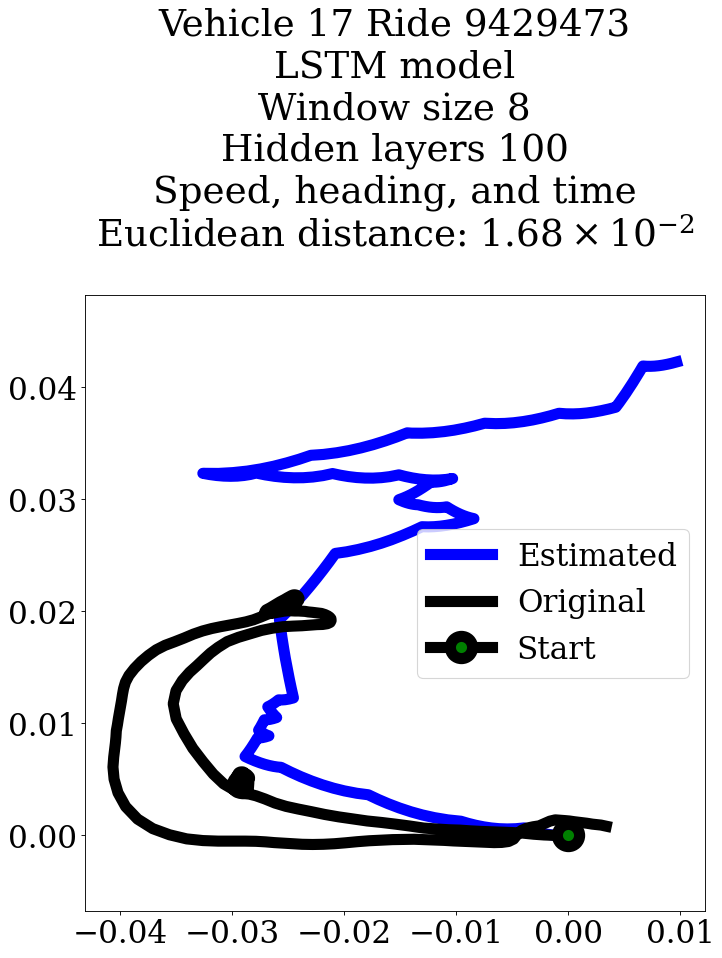 Vehicle 17 Ride 9429473
LSTM model
Window size 8
Hidden layers 100
Speed, heading, and time
Euclidean distance: 1.68 × 10⁻²
0.04
0.03
0.02
0.01
0.00
Estimated
Original
Start
−0.04 −0.03 −0.02 −0.01 0.00 0.01